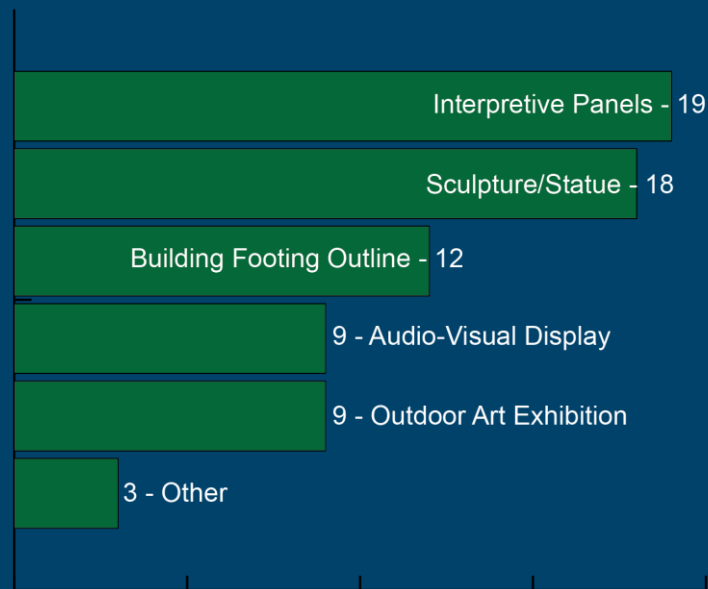 Interpretive Panels - 19
Sculpture/Statue - 18
Building Footing Outline - 12
9 - Audio-Visual Display
9 - Outdoor Art Exhibition
3 - Other